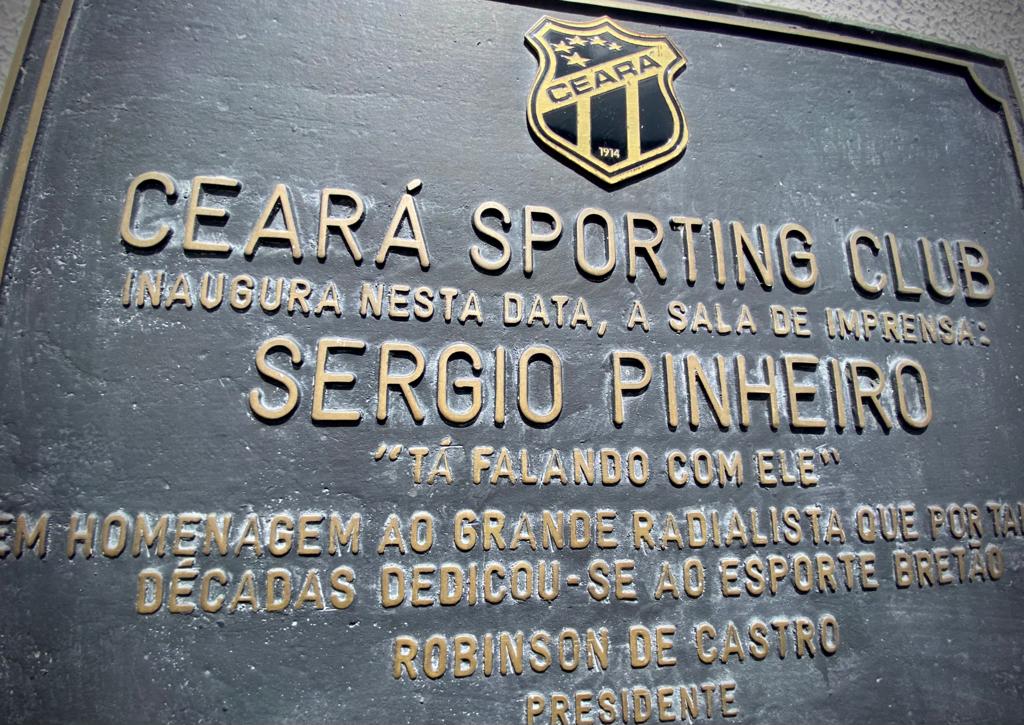 CEARÁ
1914
CEARÁ SPORTING CLUB
INAUGURA NESTA DATA, A SALA DE IMPRENSA:
SERGIO PINHEIRO
"TÁ FALANDO COM ELE"
EM HOMENAGEM AO GRANDE RADIALISTA QUE POR
DÉCADAS DEDICOU-SE AO ESPORTE BRETÃO
ROBINSON DE CASTRO
PRESIDENTE